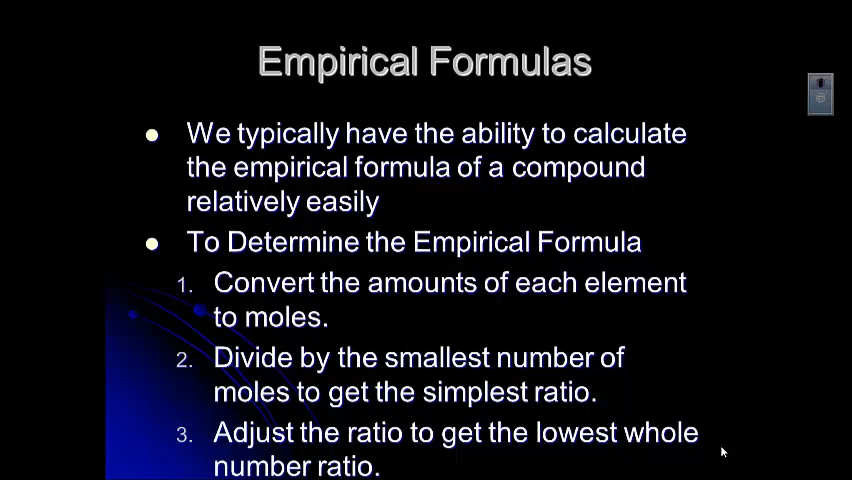 Empirical Formulas
We typically have the ability to calculate
the empirical formula of a compound
relatively easily
To Determine the Empirical Formula
1. Convert the amounts of each element
to moles.
2. Divide by the smallest number of
moles to get the simplest ratio.
3. Adjust the ratio to get the lowest whole
number ratio.